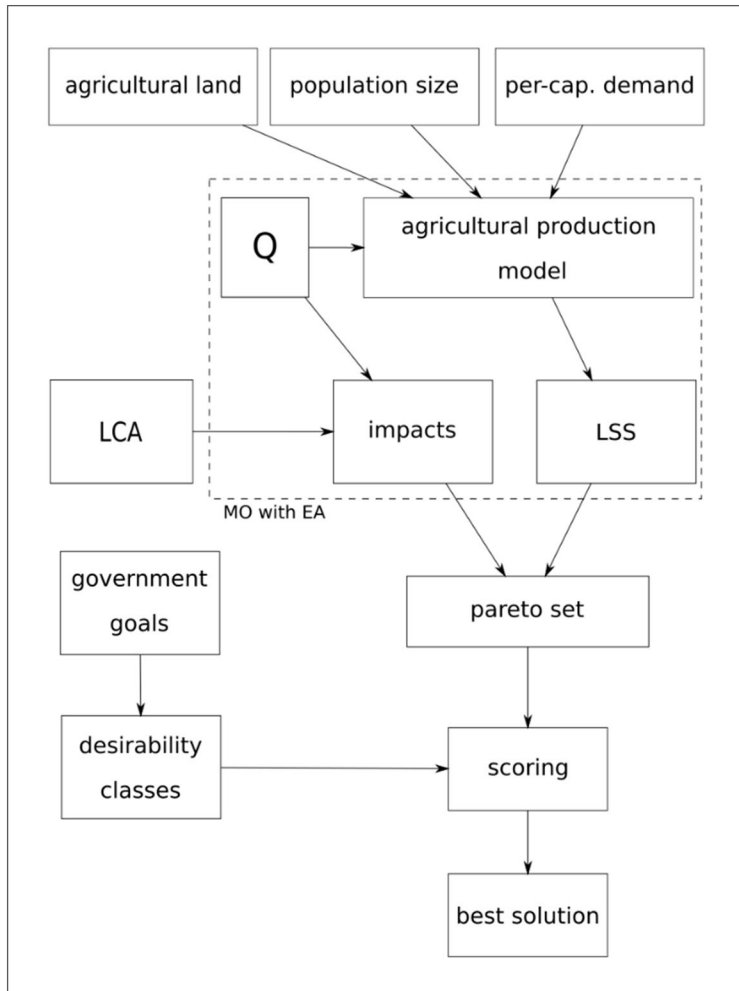 agricultural land
population size
per-cap. demand
Q
agricultural production
model
LCA
impacts
LSS
MO with EA
government
goals
pareto set
desirability
classes
scoring
best solution